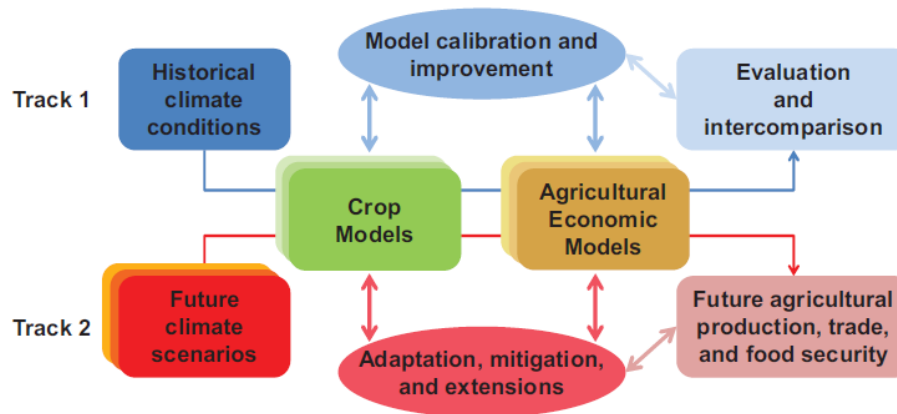 Track 1
Historical
climate
conditions
Model calibration and
improvement
Evaluation
and
intercomparison
Crop
Models
Agricultural
Economic
Models
Track 2
Future
climate
scenarios
Adaptation, mitigation,
and extensions
Future agricultural
production, trade,
and food security